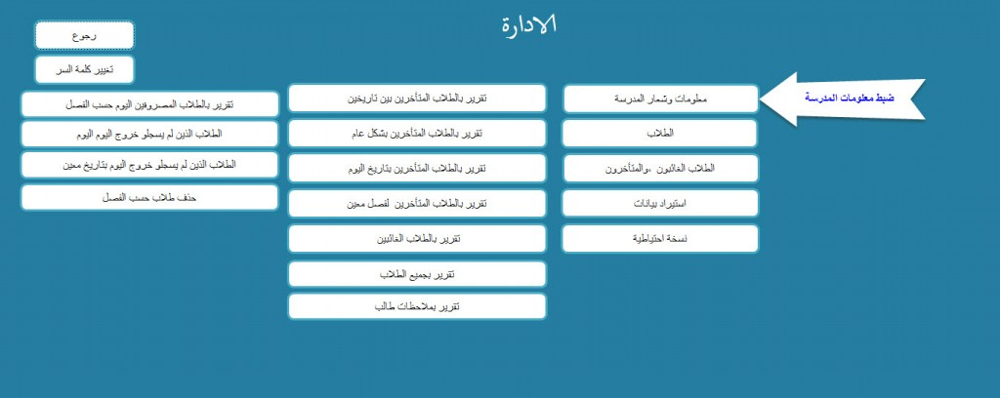 الادارة
رجوع
تغيير كلمة السر
ضبط معلومات المدرسة
معلومات وشعار المدرسة
الطلاب
الطلاب الغائبون ،والمتأخرون
استيراد بيانات
نسخة احتياطية
تقرير بالطلاب المتأخرين بين تاريخين
تقرير بالطلاب المتأخرين بشكل عام
تقرير بالطلاب المتأخرين بتاريخ اليوم
تقرير بالطلاب المتأخرين لفصل معين
تقرير بالطلاب الغائبين
تقرير بجميع الطلاب
تقرير بملاحظات طالب
تقرير بالطلاب المصروفين اليوم حسب الفصل
الطلاب الذين لم يسجلو خروج اليوم اليوم
الطلاب الذين لم يسجلو خروج اليوم بتاريخ معين
حذف طلاب حسب الفصل